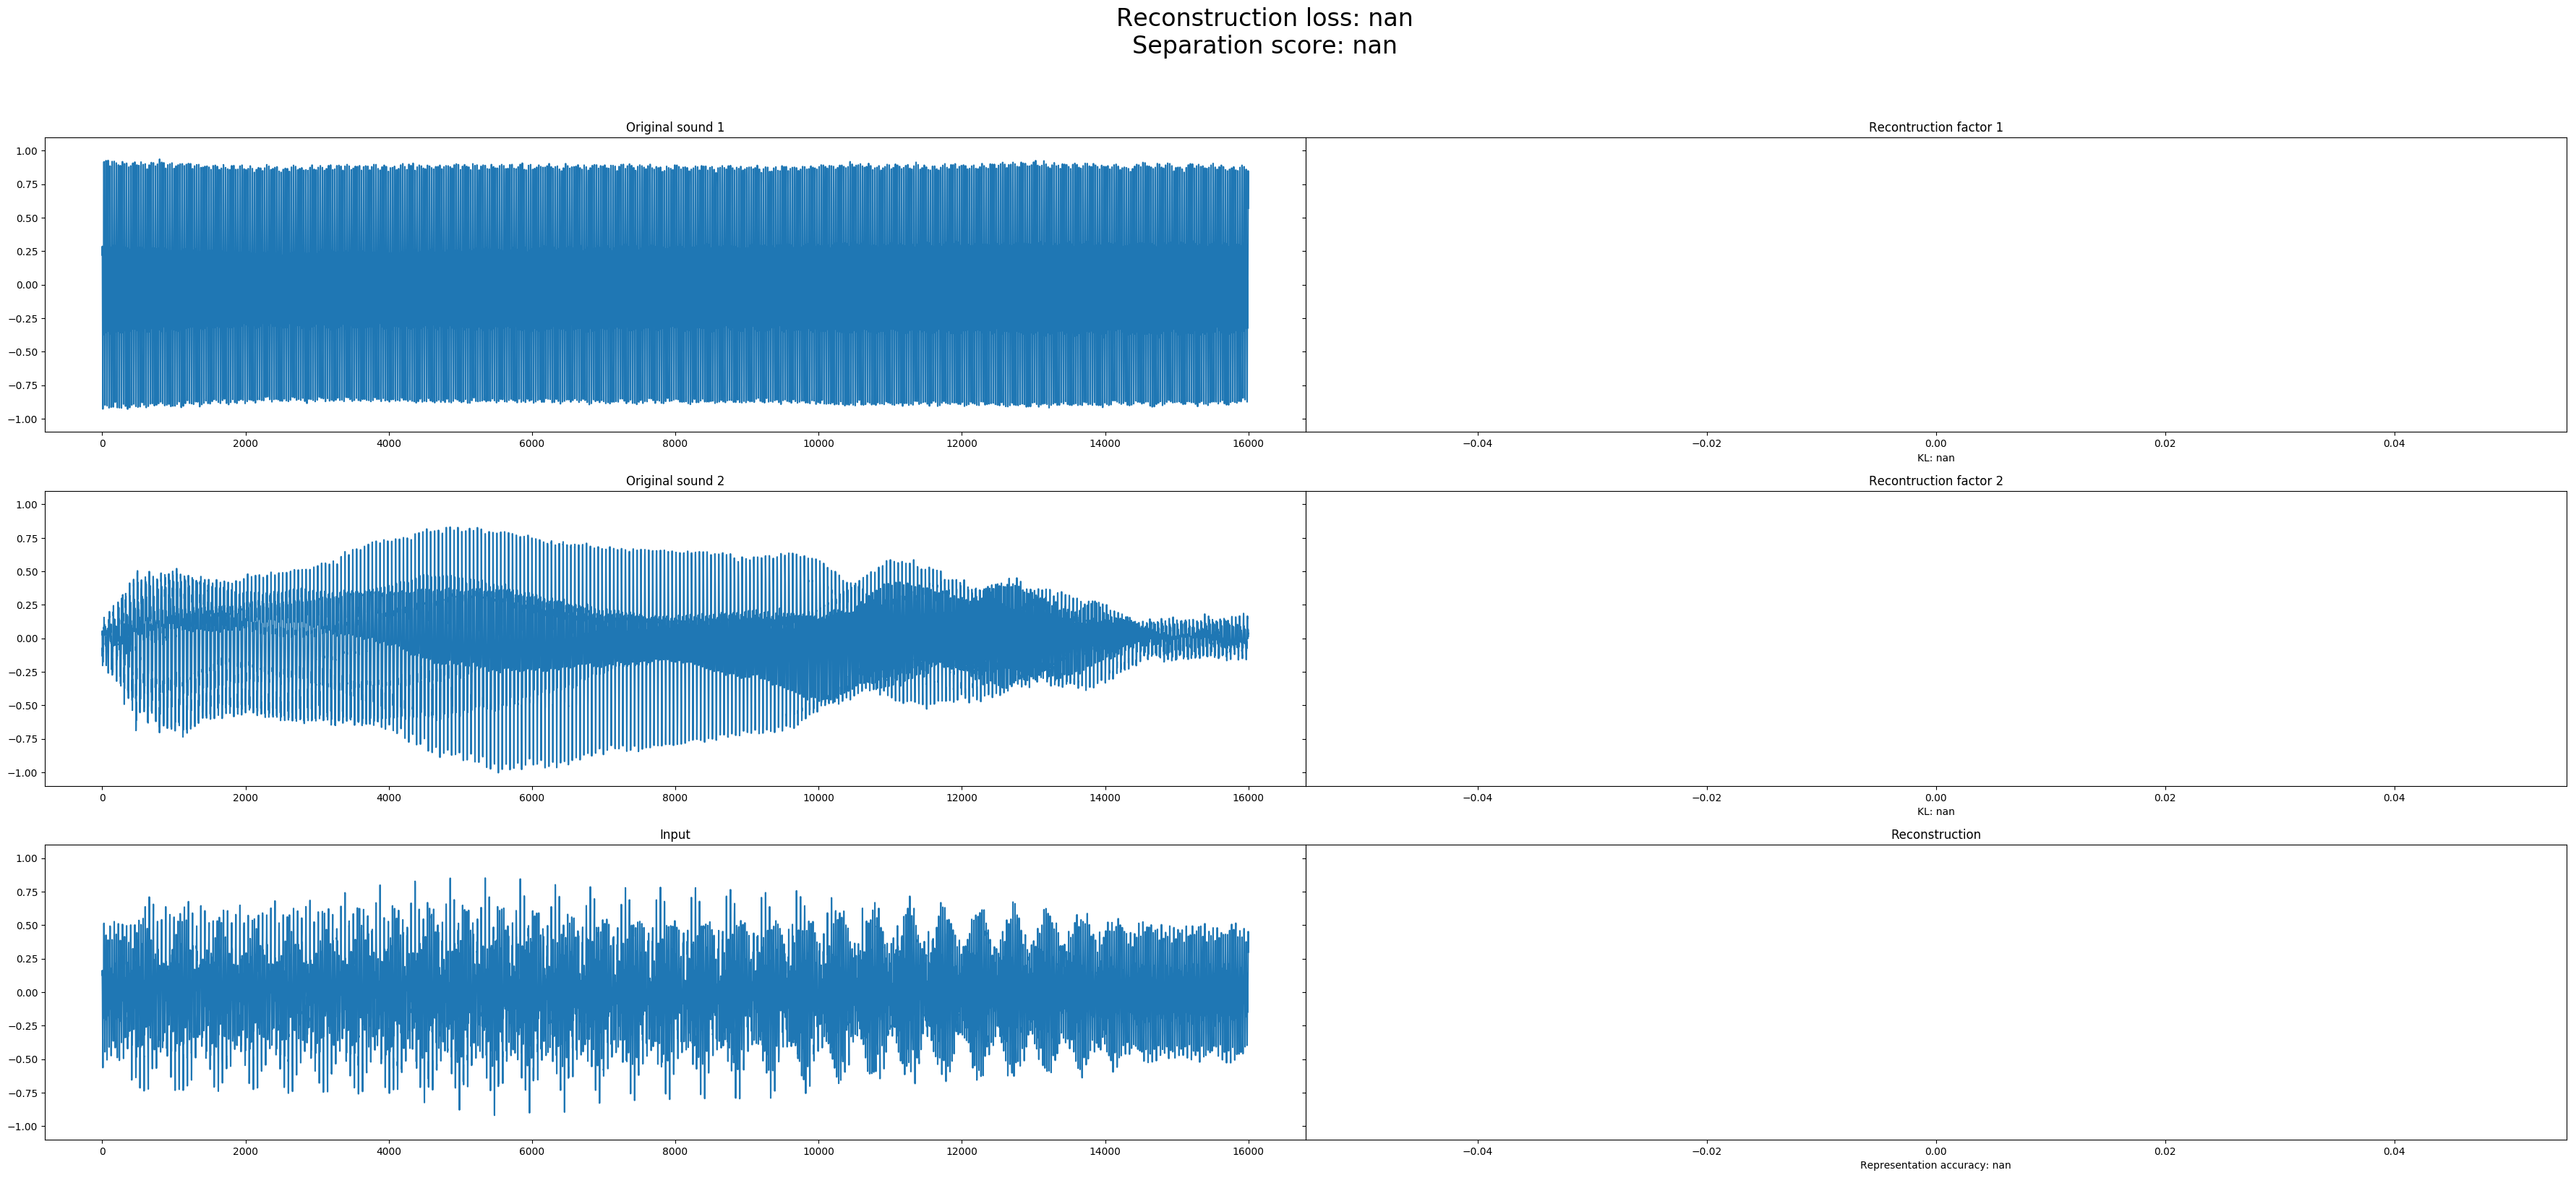 Reconstruction loss: nan
Separation score: nan
Original sound 1
Recontruction factor 1
1.00
0.75
0.50
0.25
0.00
−0.25
−0.50
−0.75
−1.00
0 2000 4000 6000 8000 10000 12000 14000 16000
−0.04 −0.02 0.00 0.02 0.04
KL: nan
Original sound 2
Recontruction factor 2
1.00
0.75
0.50
0.25
0.00
−0.25
−0.50
−0.75
−1.00
0 2000 4000 6000 8000 10000 12000 14000 16000
−0.04 −0.02 0.00 0.02 0.04
KL: nan
Input
Reconstruction
1.00
0.75
0.50
0.25
0.00
−0.25
−0.50
−0.75
−1.00
0 2000 4000 6000 8000 10000 12000 14000 16000
−0.04 −0.02 0.00 0.02 0.04
Representation accuracy: nan